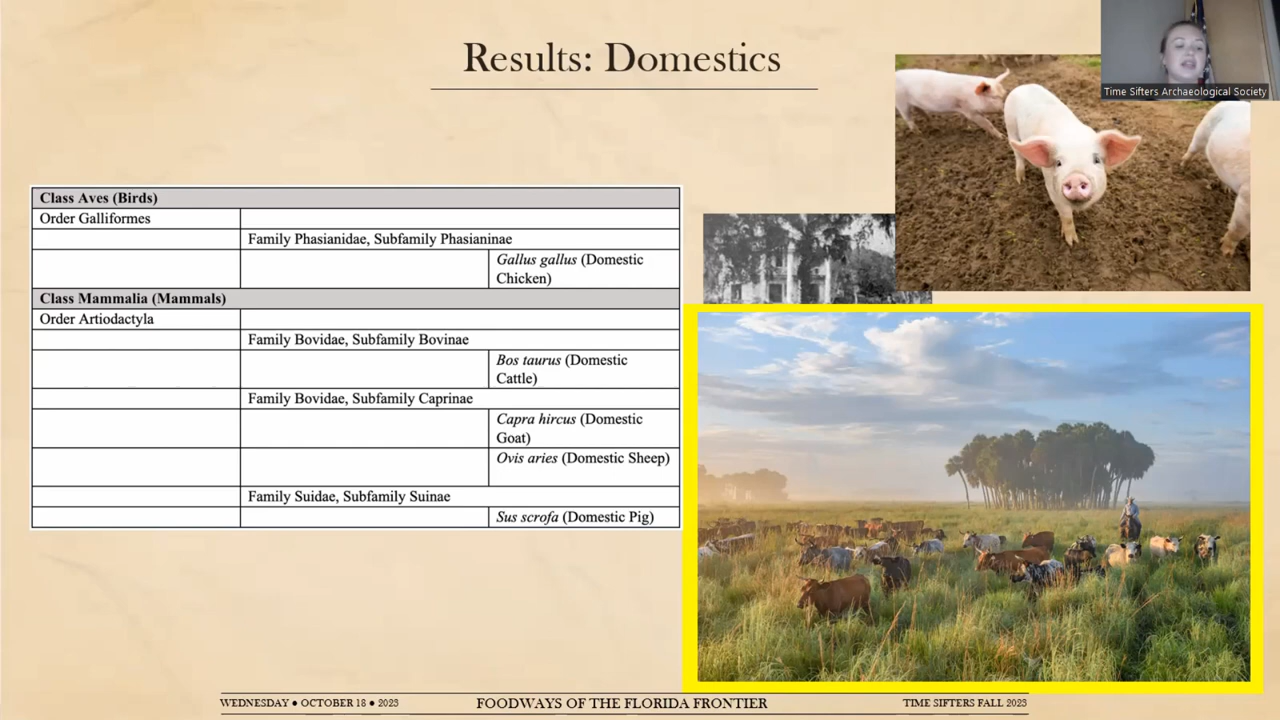 Results: Domestics
Time Sifters Archaeological Society
Class Aves (Birds)
Order Galliformes
Family Phasianidae, Subfamily Phasianinae
Gallus gallus (Domestic
Chicken)
Class Mammalia (Mammals)
Order Artiodactyla
Family Bovidae, Subfamily Bovinae
Bos taurus (Domestic
Cattle)
Family Bovidae, Subfamily Caprinae
Capra hircus (Domestic
Goat)
Ovis aries (Domestic Sheep)
Family Suidae, Subfamily Suinae
Sus scrofa (Domestic Pig)
WEDNESDAY ● OCTOBER 18 ● 2023 FOODWAYS OF THE FLORIDA FRONTIER TIME SIFTERS FALL 2023